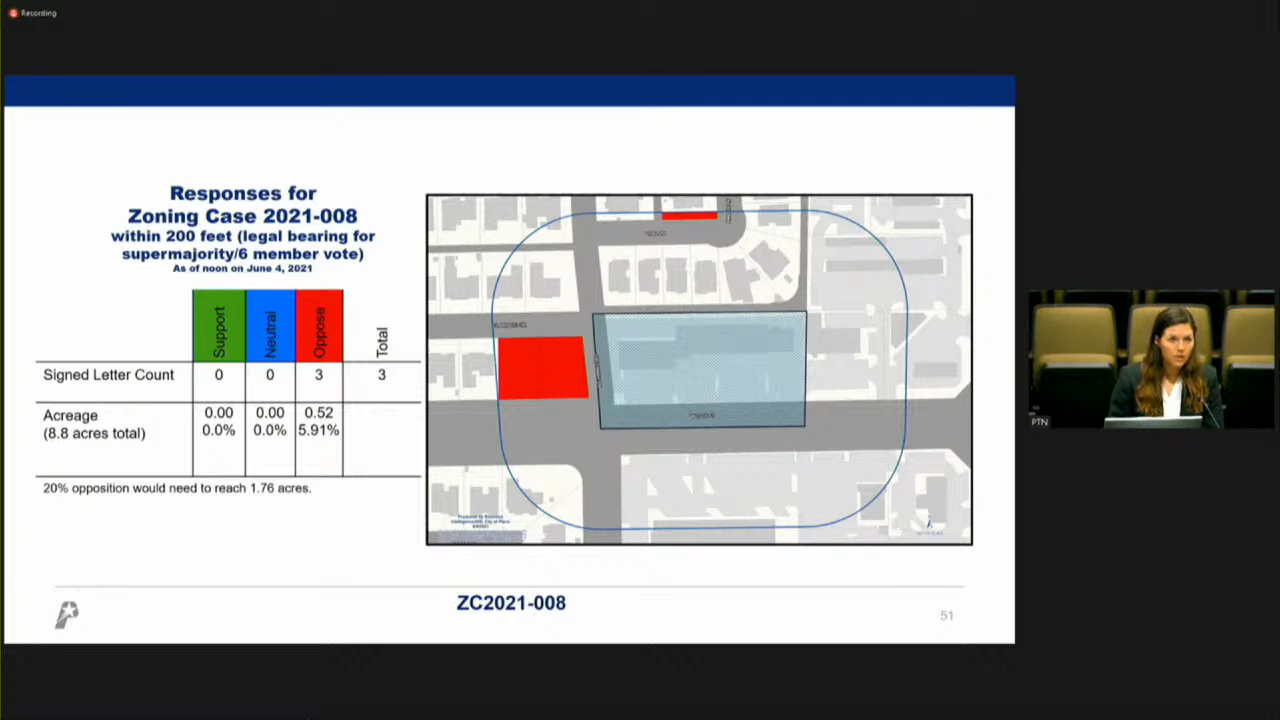 Recording
Responses for
Zoning Case 2021-008
within 200 feet (legal bearing for
supermajority/6 member vote)
As of noon on June 4, 2021
Support
Neutral
Oppose
Total
Signed Letter Count 0 0 3 3
Acreage 0.00 0.00 0.52
(8.8 acres total) 0.0% 0.0% 5.91%
20% opposition would need to reach 1.76 acres.
ZC2021-008
51
PTN